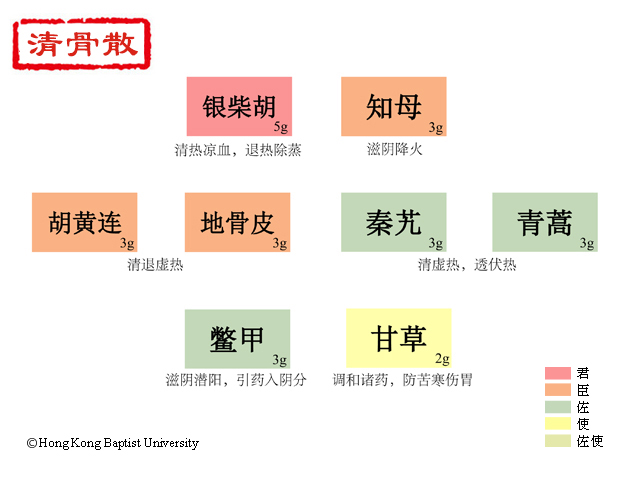 清骨散
银柴胡
5g
清热凉血，退热除蒸
知母
3g
滋阴降火
胡黄连
3g
地骨皮
3g
清退虚热
秦艽
3g
青蒿
3g
清虚热，透伏热
鳖甲
3g
滋阴潜阳，引药入阴分
甘草
2g
调和诸药，防苦寒伤胃
君
臣
佐
使
佐使
©Hong Kong Baptist University